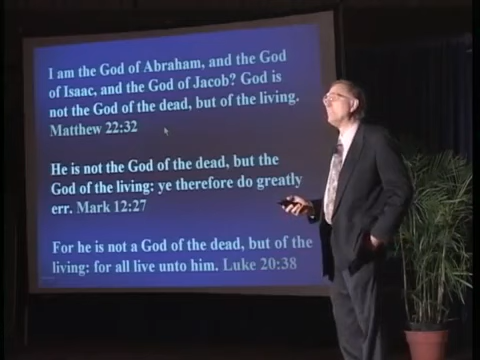 I am the God of Abraham, and the God
of Isaac, and the God of Jacob? God is
not the God of the dead, but of the living.
Matthew 22:32
He is not the God of the dead, but the
God of the living: ye therefore do greatly
err. Mark 12:27
For he is not a God of the dead, but of the
living: for all live unto him. Luke 20:38